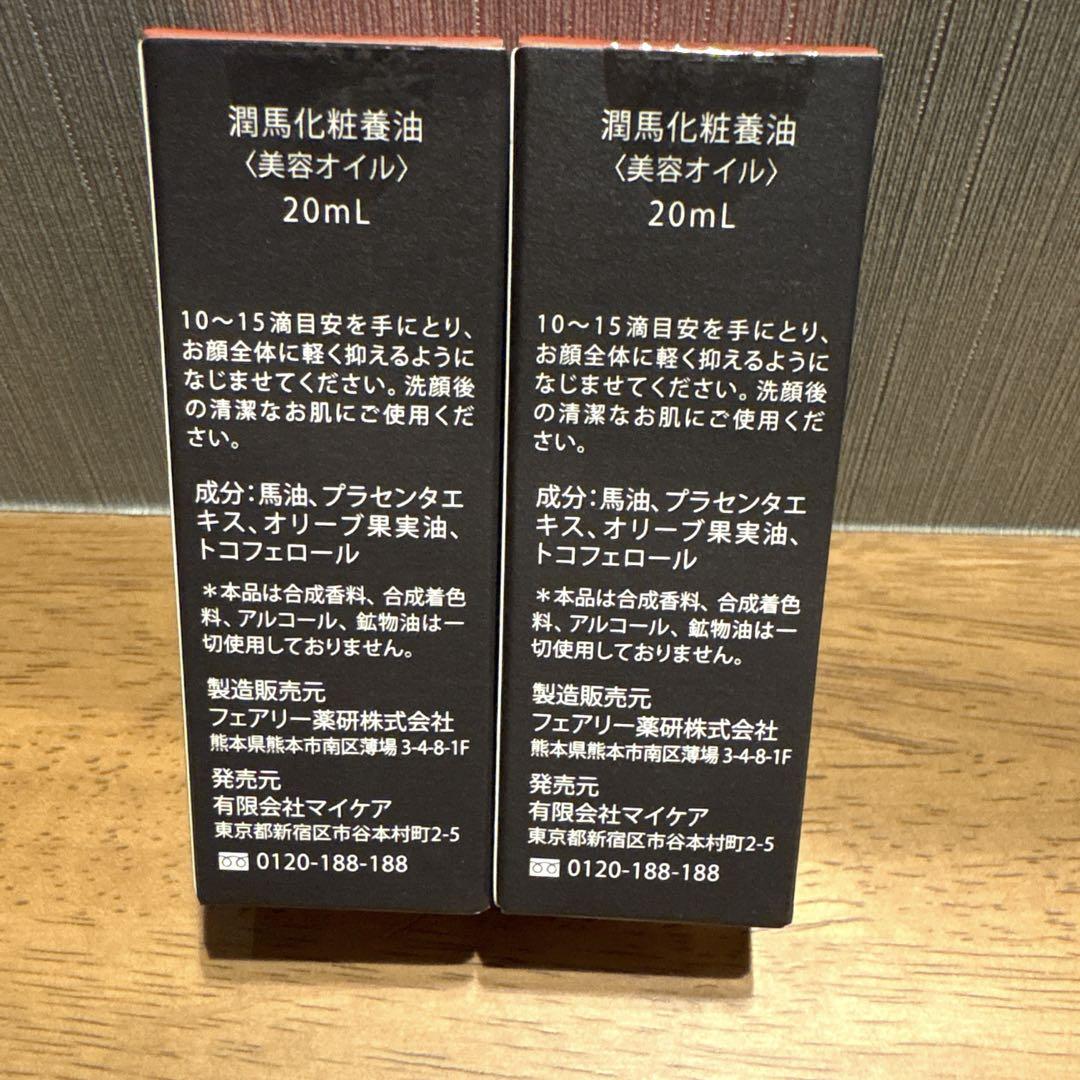 潤馬化粧養油
〈美容オイル〉
20mL
10～15滴目安を手にとり、
お顔全体に軽く抑えるように
なじませてください。洗顔後
の清潔なお肌にご使用くだ
さい。
成分：馬油、プラセンタエ
キス、オリーブ果実油、
トコフェロール
＊本品は合成香料、合成着色
料、アルコール、鉱物油は一
切使用しておりません。
製造販売元
フェアリー薬研株式会社
熊本県熊本市南区薄場3-4-8-1F
発売元
有限会社マイケア
東京都新宿区市谷本村町2-5
0120-188-188
潤馬化粧養油
〈美容オイル〉
20mL
10～15滴目安を手にとり、
お顔全体に軽く抑えるように
なじませてください。洗顔後
の清潔なお肌にご使用くだ
さい。
成分：馬油、プラセンタエ
キス、オリーブ果実油、
トコフェロール
＊本品は合成香料、合成着色
料、アルコール、鉱物油は一
切使用しておりません。
製造販売元
フェアリー薬研株式会社
熊本県熊本市南区薄場3-4-8-1F
発売元
有限会社マイケア
東京都新宿区市谷本村町2-5
0120-188-188